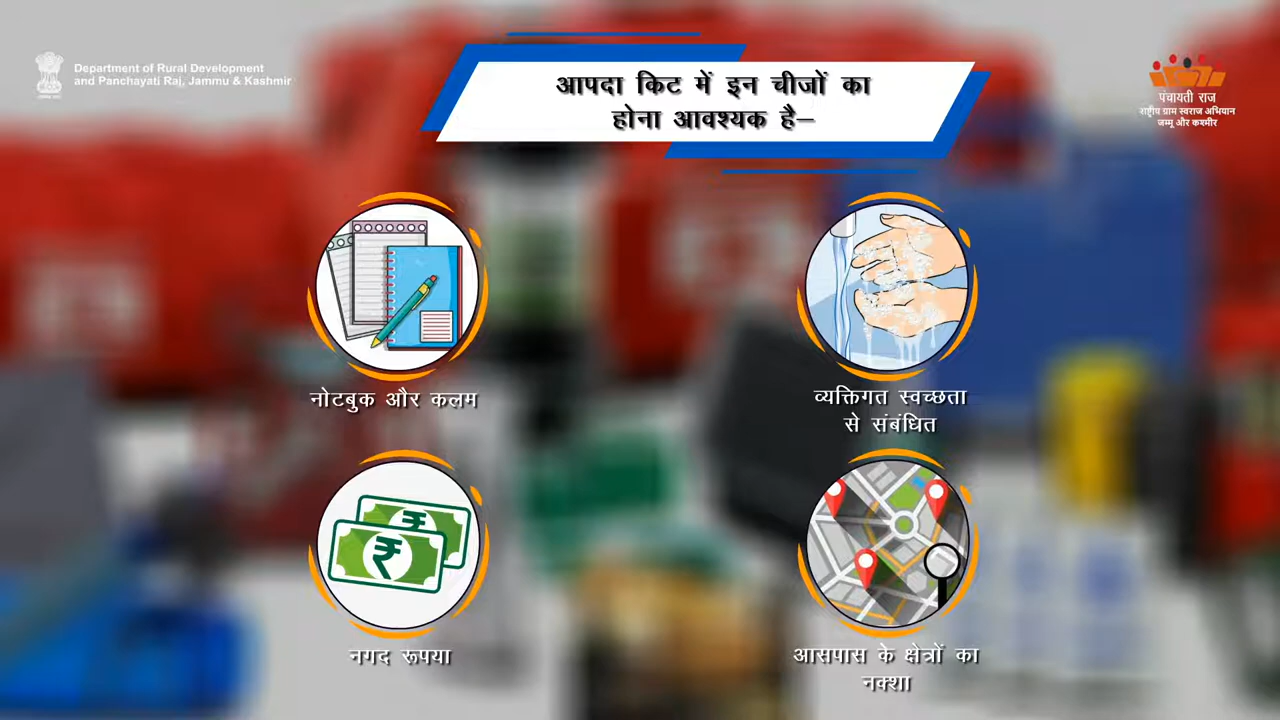 Department of Rural Development
and Panchayati Raj, Jammu & Kashmir
आपदा किट में इन चीजों का
होना आवश्यक है–
पंचायती राज
राष्ट्रीय ग्राम स्वराज अभियान
जम्मू और कश्मीर
नोटबुक और कलम
व्यक्तिगत स्वच्छता
से संबंधित
नगद रूपया
आसपास के क्षेत्रों का
नक्शा